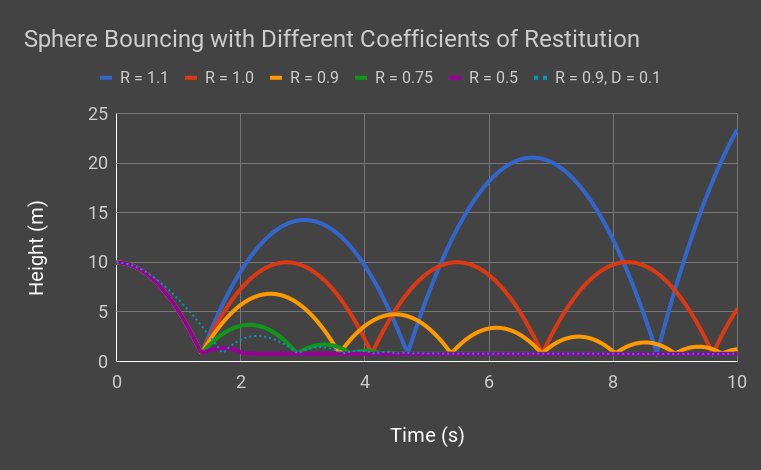 Sphere Bouncing with Different Coefficients of Restitution
R = 1.1 R = 1.0 R = 0.9 R = 0.75 R = 0.5 R = 0.9, D = 0.1
25
20
15
10
5
0
Height (m)
0 2 4 6 8 10
Time (s)